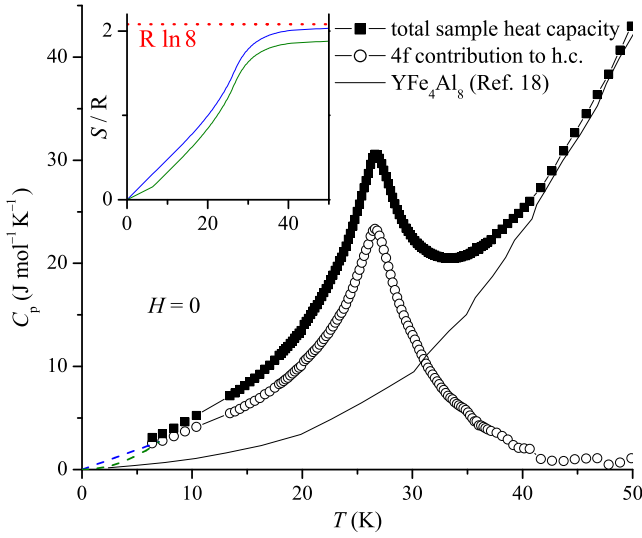 total sample heat capacity
4f contribution to h.c.
YFe₄Al₈ (Ref. 18)
R ln 8
S / R
2
0
0 20 40
H = 0
Cₚ (J mol⁻¹ K⁻¹)
40
30
20
10
0
0 10 20 30 40 50
T (K)